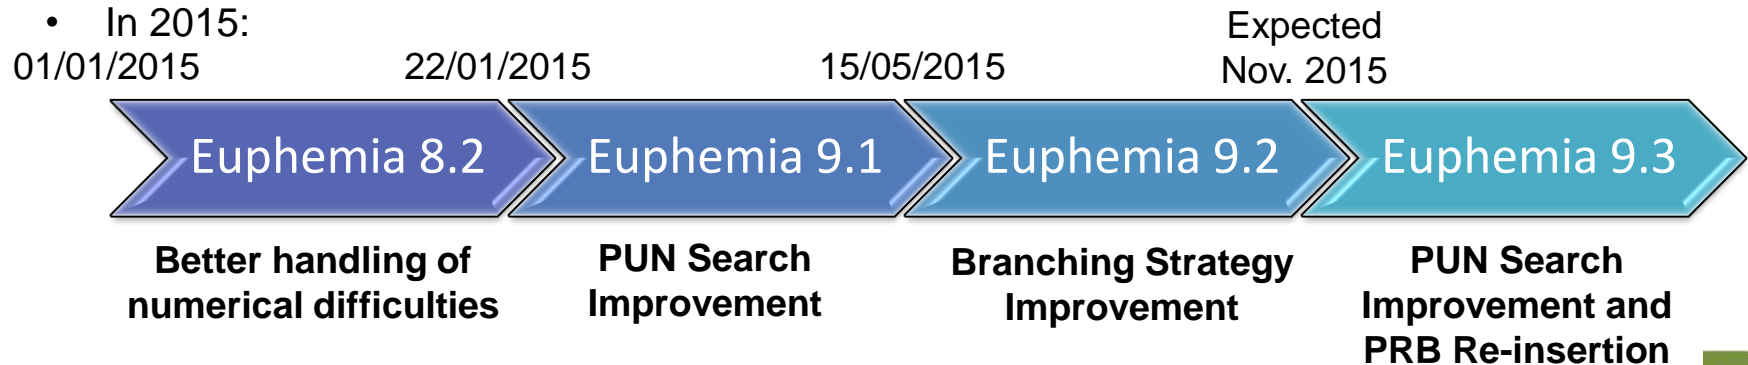 • In 2015:
01/01/2015
22/01/2015
15/05/2015
Expected
Nov. 2015
Euphemia 8.2
Euphemia 9.1
Euphemia 9.2
Euphemia 9.3
Better handling of
numerical difficulties
PUN Search
Improvement
Branching Strategy
Improvement
PUN Search
Improvement and
PRB Re-insertion